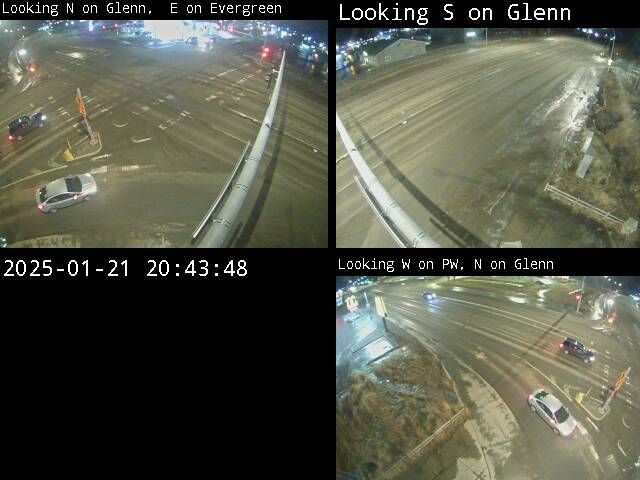 Looking N on Glenn,  E on Evergreen
Looking S on Glenn
2025-01-21 20:43:48
Looking W on PW, N on Glenn